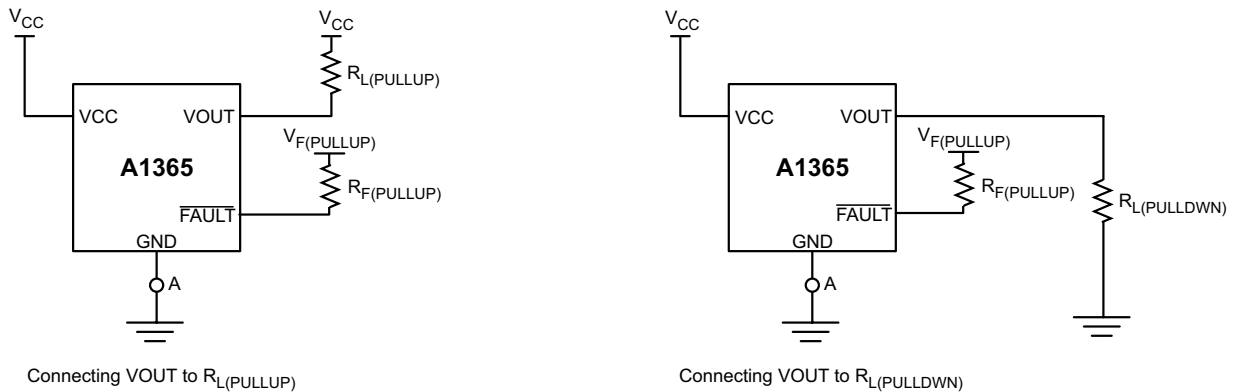 VCC
VCC
RL(PULLUP)
VCC
VOUT
VF(PULLUP)
A1365
RF(PULLUP)
FAULT
GND
A
Connecting VOUT to RL(PULLUP)
VCC
VCC
VOUT
VF(PULLUP)
A1365
RF(PULLUP)
RL(PULLDWN)
FAULT
GND
A
Connecting VOUT to RL(PULLDWN)